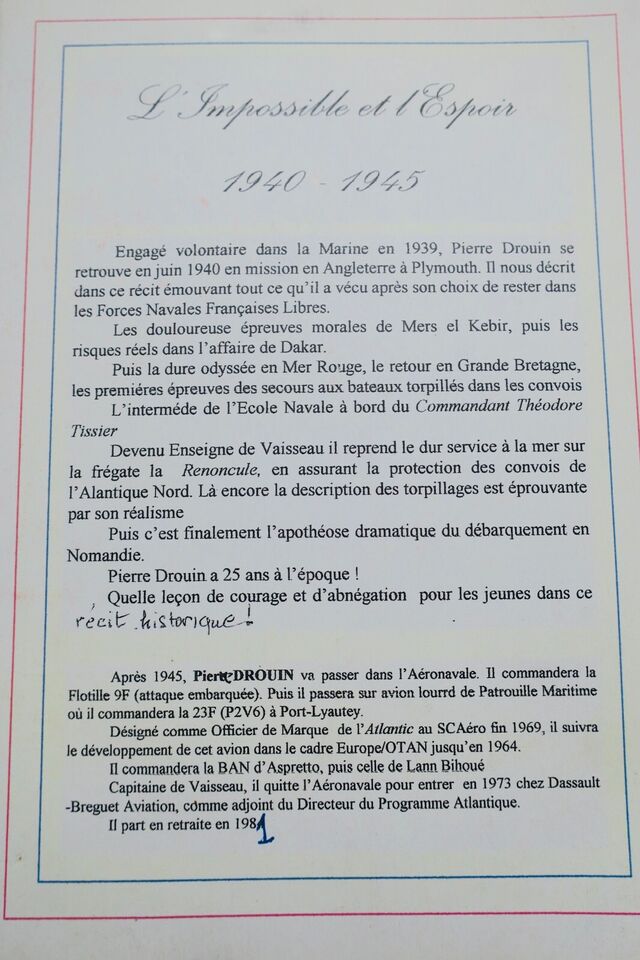 L'Impossible et l'Espoir
1940 - 1945
Engagé volontaire dans la Marine en 1939, Pierre Drouin se
retrouve en juin 1940 en mission en Angleterre à Plymouth. Il nous décrit
dans ce récit émouvant tout ce qu'il a vécu après son choix de rester dans
les Forces Navales Françaises Libres.
Les douloureuse épreuves morales de Mers el Kebir, puis les
risques réels dans l'affaire de Dakar.
Puis la dure odyssée en Mer Rouge, le retour en Grande Bretagne,
les premiéres épreuves des secours aux bateaux torpillés dans les convois
L'interméde de l'Ecole Navale à bord du Commandant Théodore
Tissier
Devenu Enseigne de Vaisseau il reprend le dur service à la mer sur
la frégate la Renoncule, en assurant la protection des convois de
l'Alantique Nord. Là encore la description des torpillages est éprouvante
par son réalisme
Puis c'est finalement l'apothéose dramatique du débarquement en
Nomandie.
Pierre Drouin a 25 ans à l'époque !
Quelle leçon de courage et d'abnégation pour les jeunes dans ce
récit historique !
Après 1945, Pierre DROUIN va passer dans l'Aéronavale. Il commandera la
Flotille 9F (attaque embarquée). Puis il passera sur avion lourrd de Patrouille Maritime
où il commandera la 23F (P2V6) à Port-Lyautey.
Désigné comme Officier de Marque de l'Atlantic au SCAéro fin 1969, il suivra
le développement de cet avion dans le cadre Europe/OTAN jusqu'en 1964.
Il commandera la BAN d'Aspretto, puis celle de Lann Bihoué
Capitaine de Vaisseau, il quitte l'Aéronavale pour entrer en 1973 chez Dassault
-Breguet Aviation, comme adjoint du Directeur du Programme Atlantique.
Il part en retraite en 1981